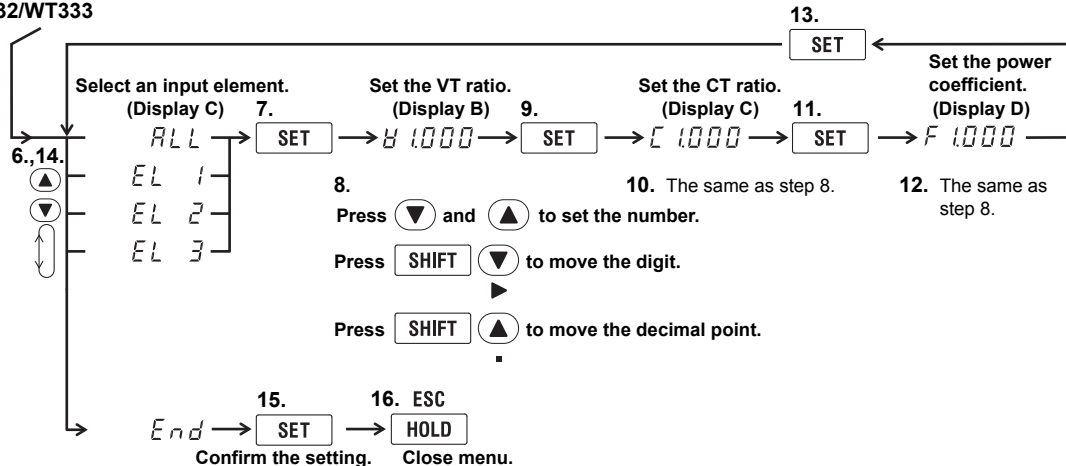 32/WT333
13.
SET
Select an input element.
(Display C)
7.
Set the VT ratio.
(Display B)
9.
Set the CT ratio.
(Display C)
11.
Set the power
coefficient.
(Display D)
6.,14.
ALL
SET
V 1.000
SET
C 1.000
SET
F 1.000
EL 1
EL 2
EL 3
8.
Press ▼ and ▲ to set the number.
Press SHIFT ▼ to move the digit.
▶
Press SHIFT ▲ to move the decimal point.
10. The same as step 8.
12. The same as
step 8.
End
15.
SET
Confirm the setting.
16. ESC
HOLD
Close menu.